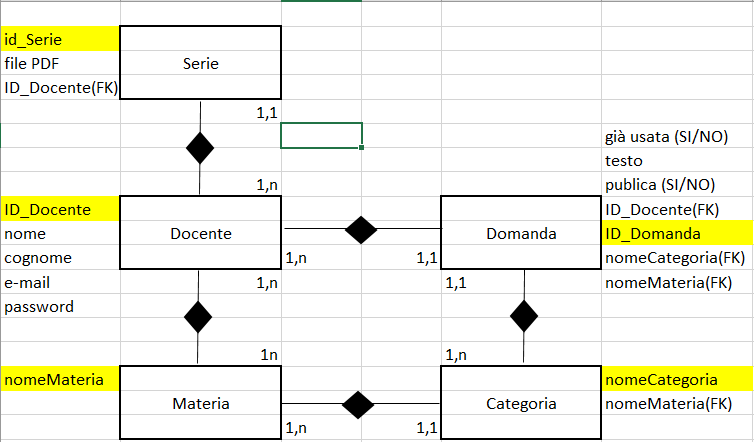 id_Serie
file PDF
ID_Docente(FK)
Serie
1,1
1,n
già usata (SI/NO)
testo
publica (SI/NO)
ID_Docente(FK)
ID_Domanda
nomeCategoria(FK)
nomeMateria(FK)
ID_Docente
nome
cognome
e-mail
password
Docente
1,n
1,1
Domanda
1,n
1,1
1n
1,n
nomeMateria
Materia
1,n
1,1
Categoria
nomeCategoria
nomeMateria(FK)